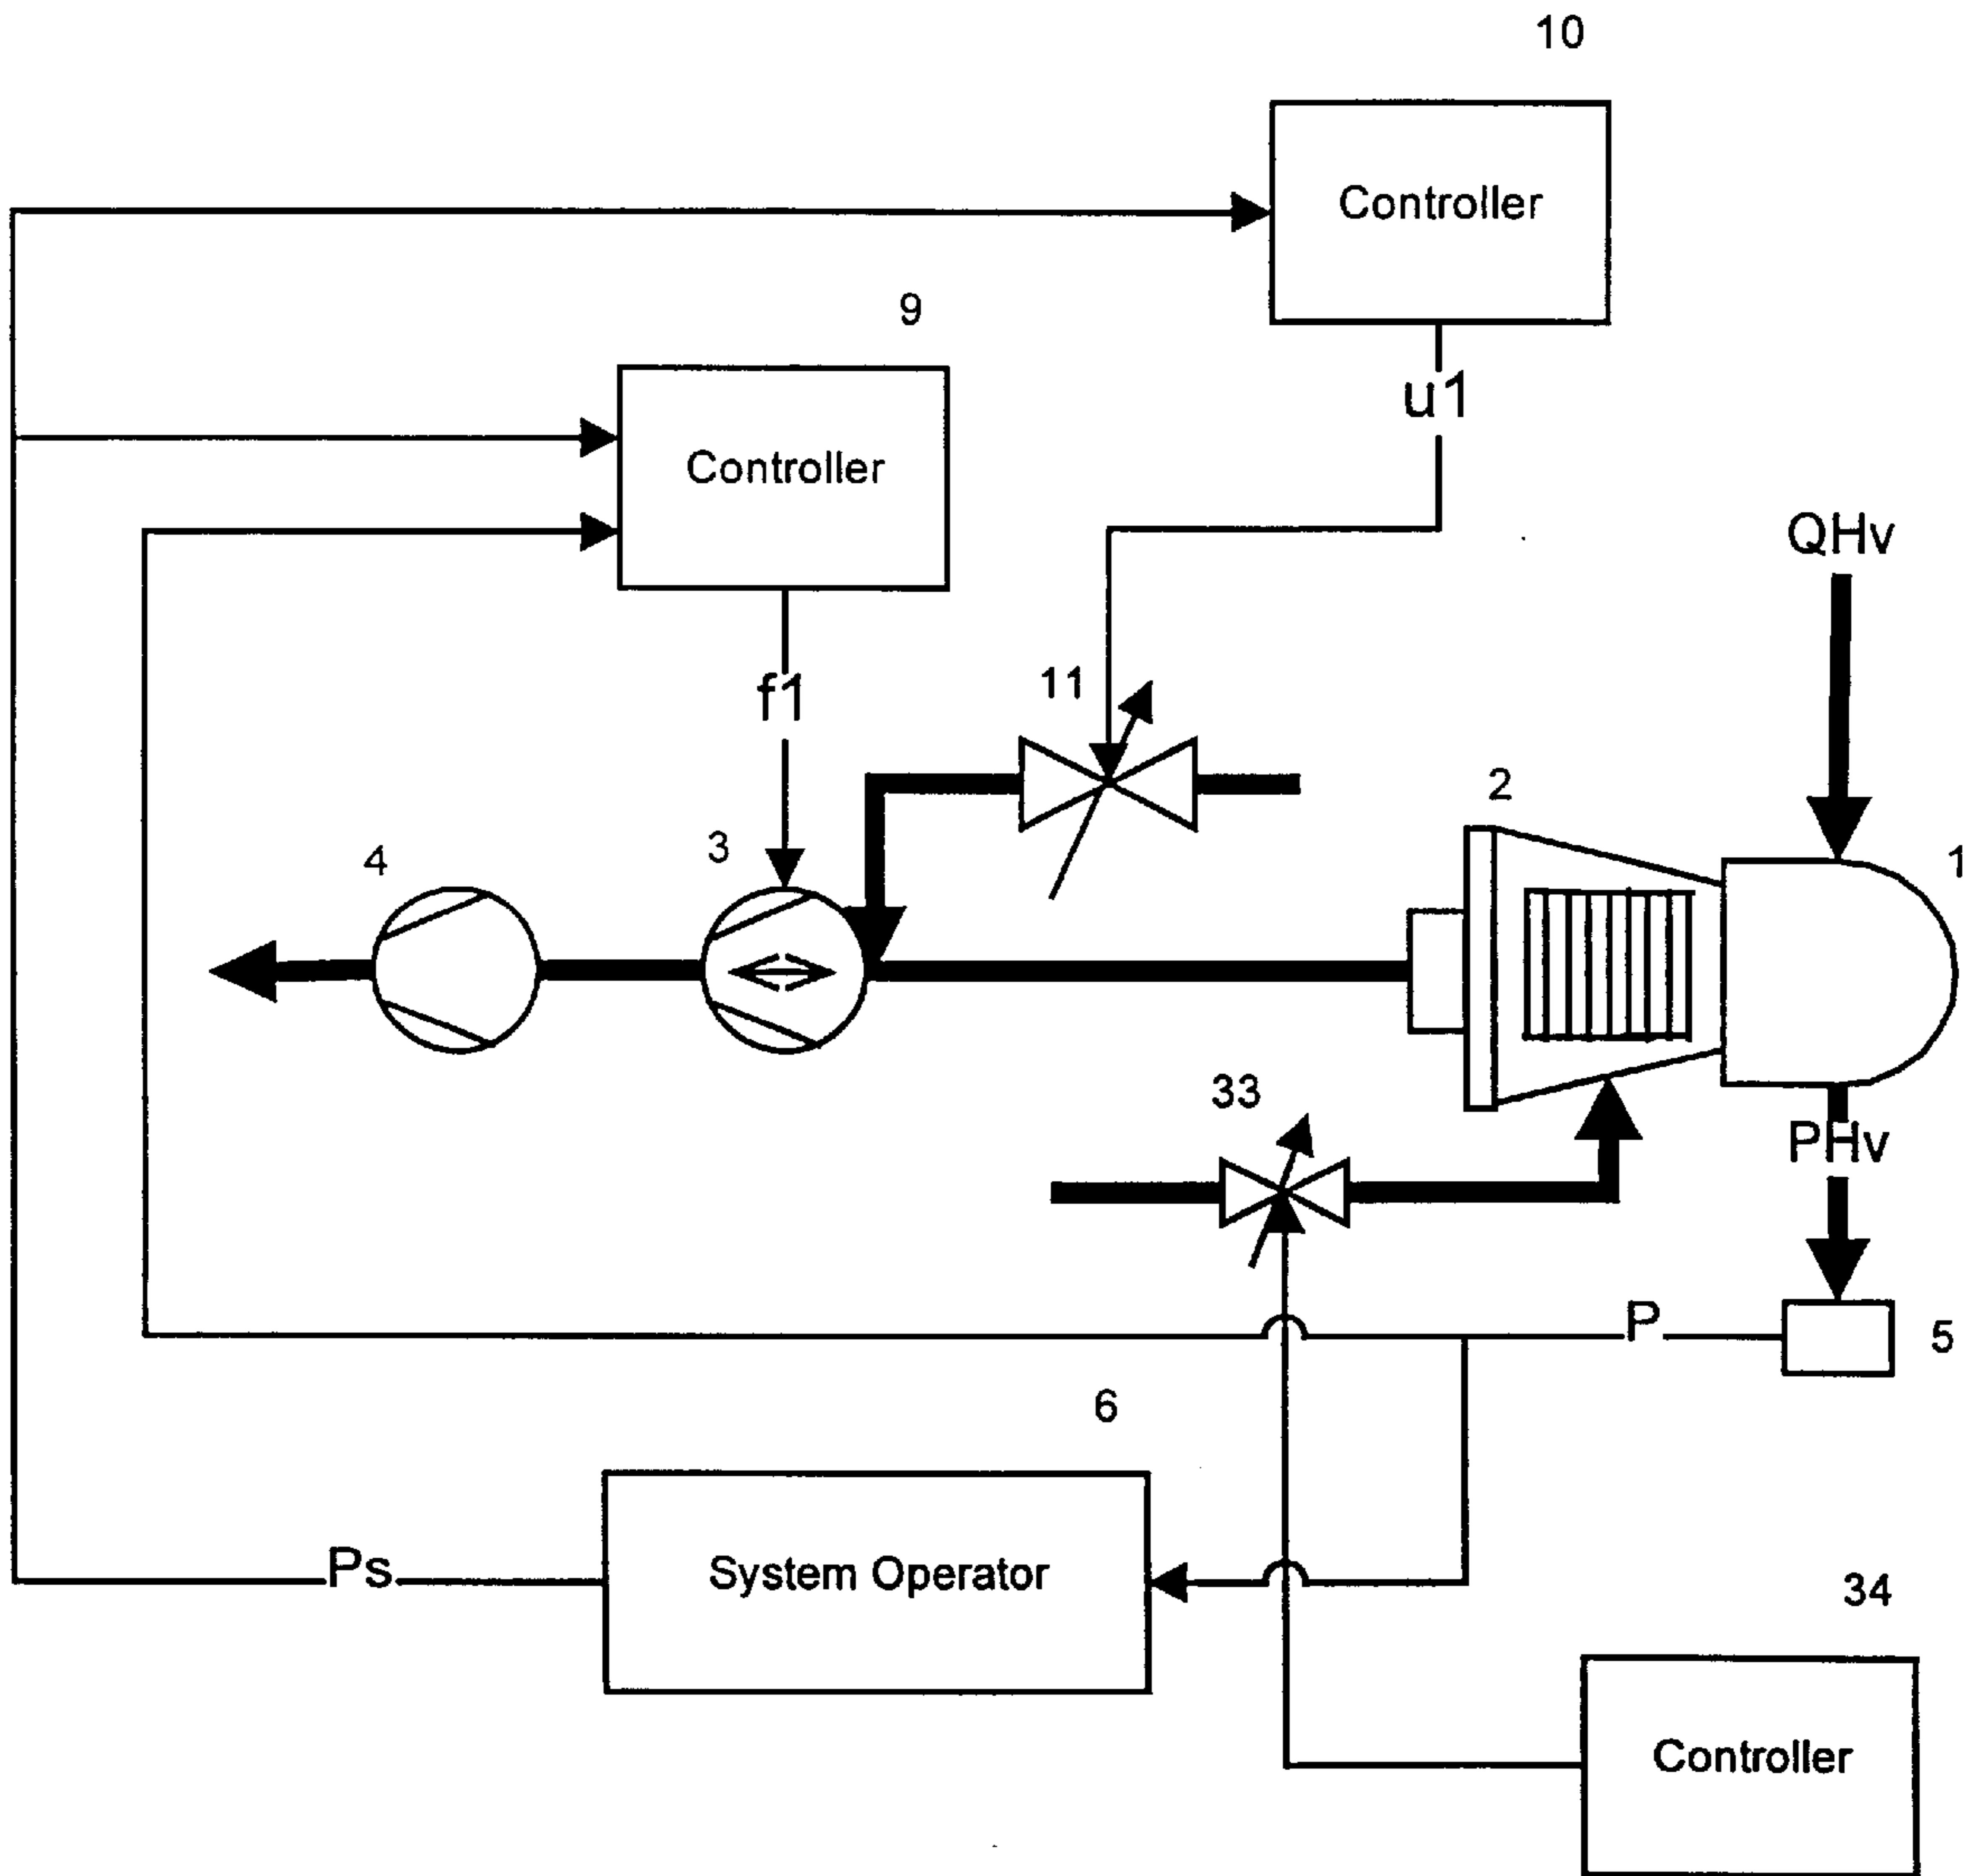 10
Controller
9
u1
Controller
QHv
11
f1
2
3
4
1
33
PHv
P
5
6
Ps
System Operator
34
Controller